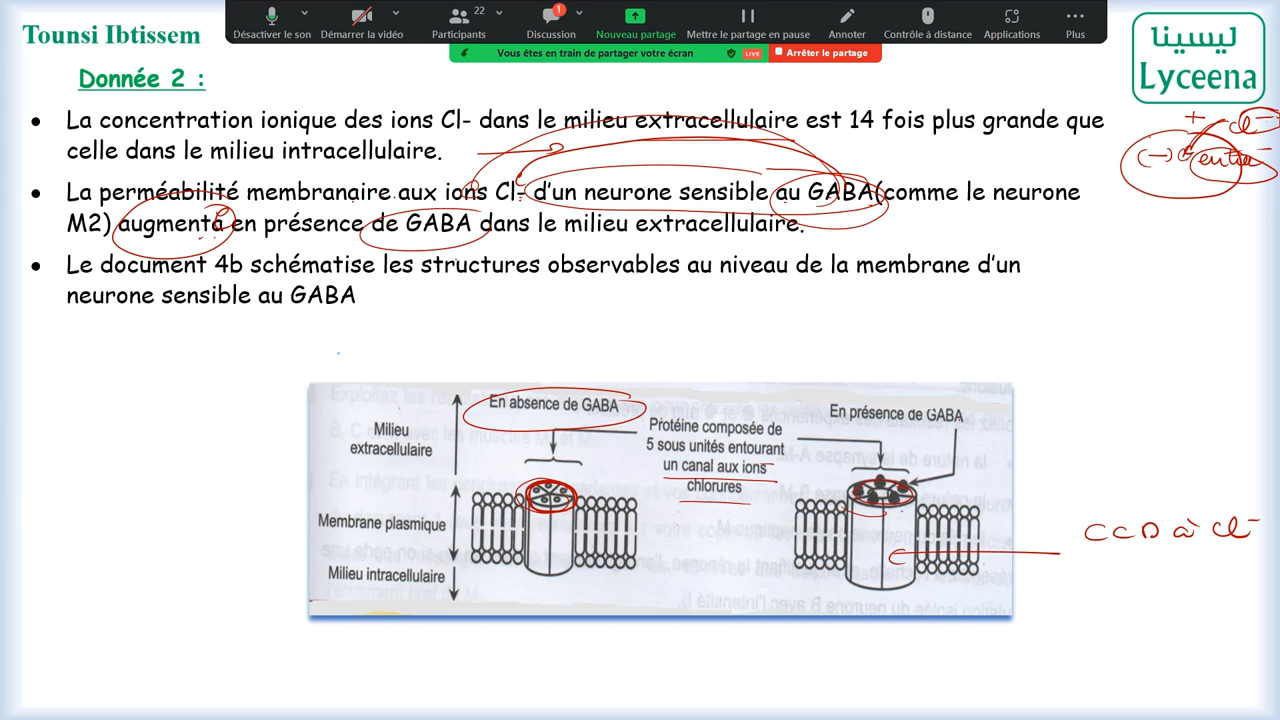 Tounsi Ibtissem
Désactiver le son
Démarrer la vidéo
22
Participants
1
Discussion
Nouveau partage
Mettre le partage en pause
Annoter
Contrôle à distance
Applications
Plus
Vous êtes en train de partager votre écran
LIVE
Arrêter le partage
ليسينا
Lyceena
Donnée 2 :
• La concentration ionique des ions Cl- dans le milieu extracellulaire est 14 fois plus grande que
celle dans le milieu intracellulaire.
• La perméabilité membranaire aux ions Cl- d'un neurone sensible au GABA(comme le neurone
M2) augmenta en présence de GABA dans le milieu extracellulaire.
• Le document 4b schématise les structures observables au niveau de la membrane d'un
neurone sensible au GABA
+
Cl-
(-)
entrée
En absence de GABA
En présence de GABA
Milieu
extracellulaire
Protéine composée de
5 sous unités entourant
un canal aux ions
chlorures
Membrane plasmique
Milieu intracellulaire
CCD à Cl-